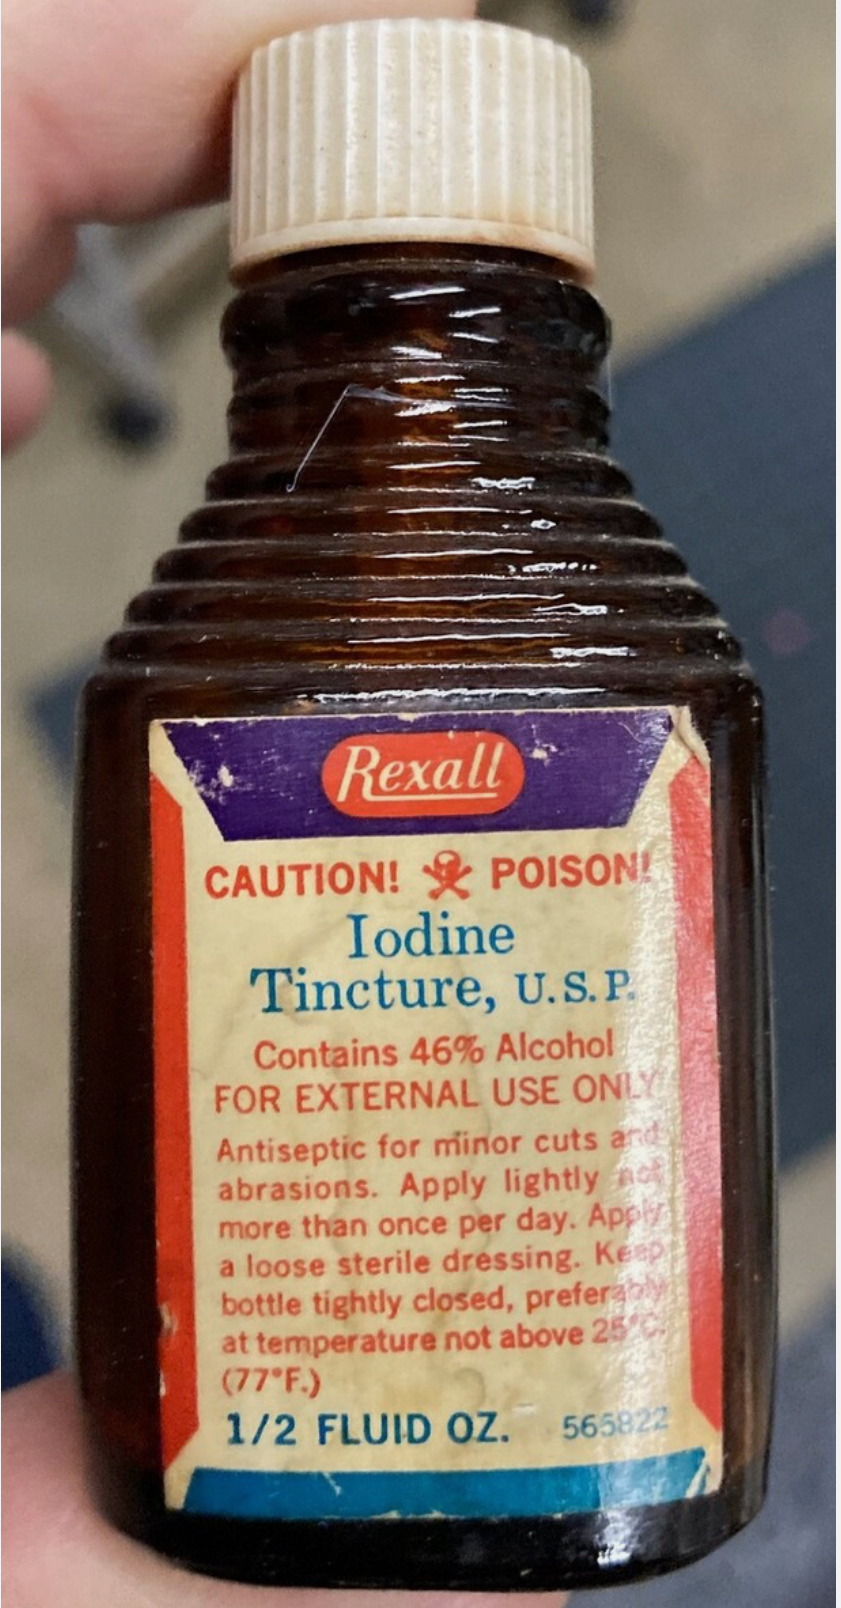 Rexall
CAUTION! POISON!
Iodine
Tincture, U.S.P.
Contains 46% Alcohol
FOR EXTERNAL USE ONLY
Antiseptic for minor cuts and
abrasions. Apply lightly not
more than once per day. Apply
a loose sterile dressing. Keep
bottle tightly closed, preferably
at temperature not above 25°C.
(77°F.)
1/2 FLUID OZ. 565822